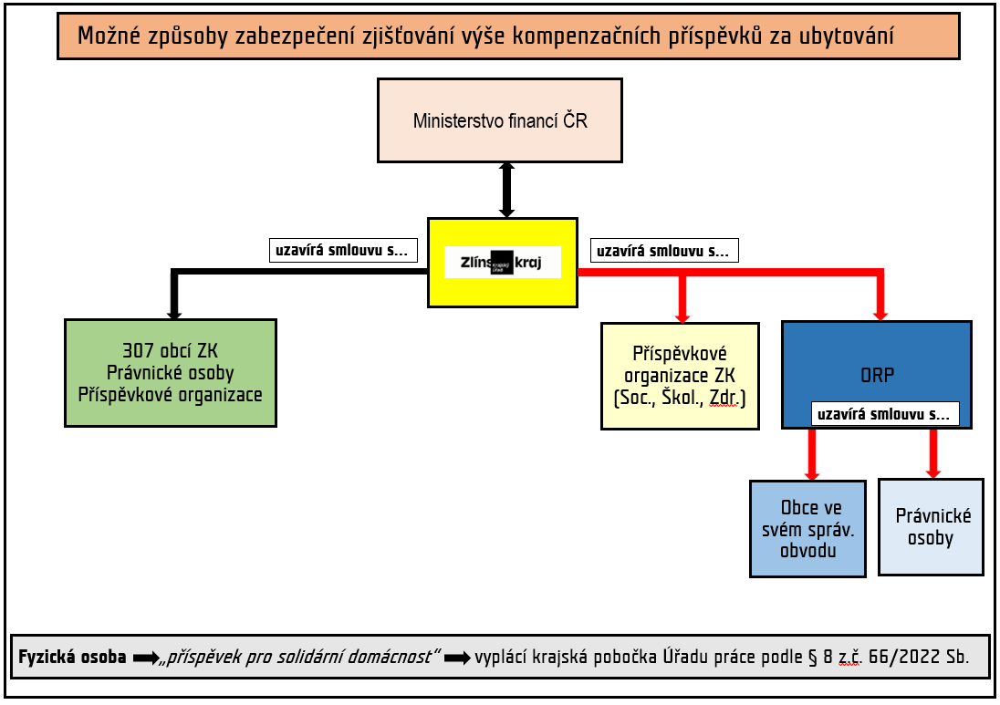 Možné způsoby zabezpečení zjišťování výše kompenzačních příspěvků za ubytování
Ministerstvo financí ČR
uzavírá smlouvu s...
Zlínský kraj
Krajský
Úřad
uzavírá smlouvu s...
307 obcí ZK
Právnické osoby
Příspěvkové organizace
Příspěvkové
organizace ZK
(Soc., Škol., Zdr.)
ORP
uzavírá smlouvu s...
Obce ve
svém správ.
obvodu
Právnické
osoby
Fyzická osoba „příspěvek pro solidární domácnost“ vyplácí krajská pobočka Úřadu práce podle § 8 z.č. 66/2022 Sb.